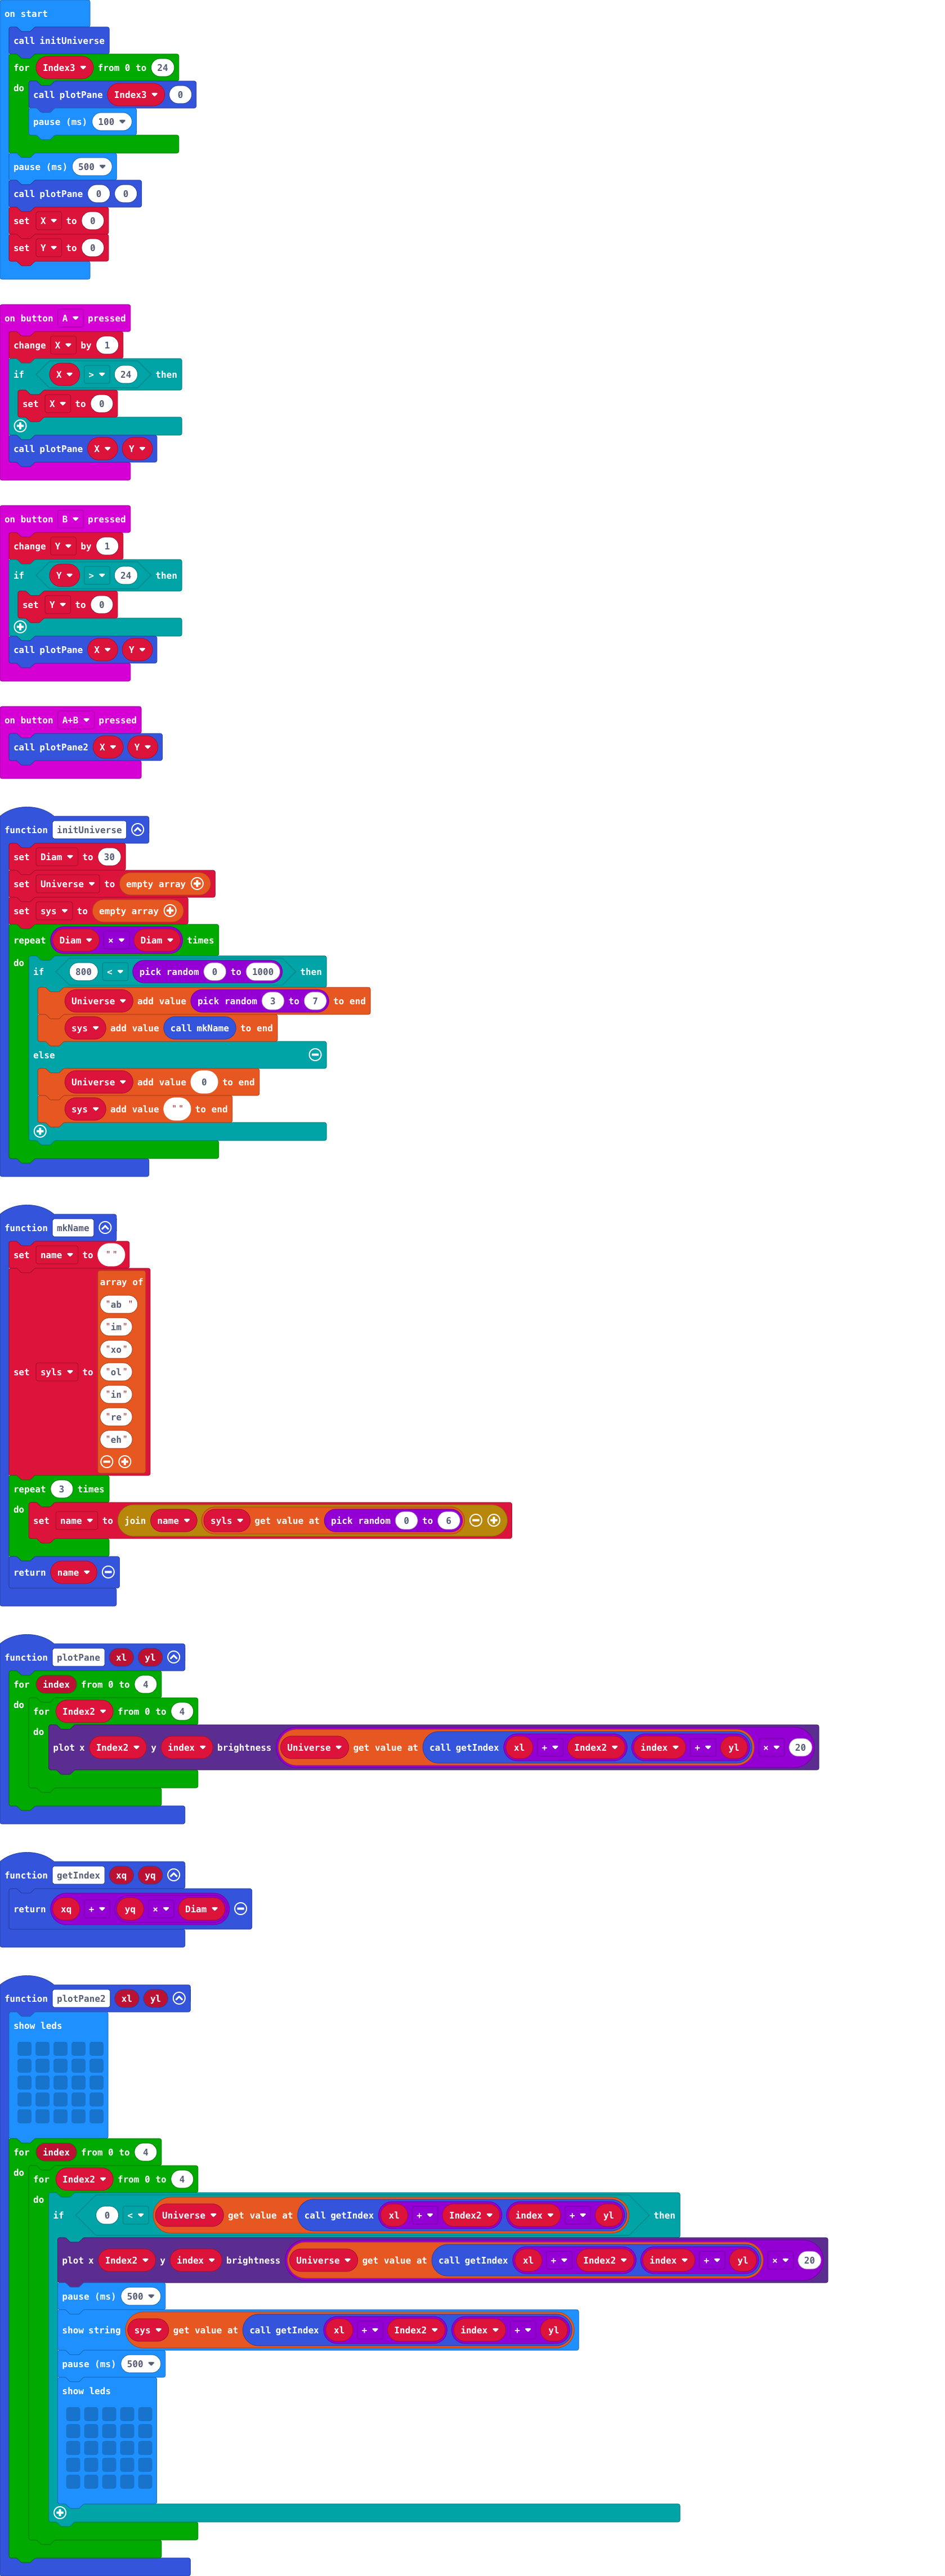 on start
call initUniverse
for Index3 from 0 to 24
do call plotPane Index3 0
pause (ms) 100
pause (ms) 500
call plotPane 0 0
set X to 0
set Y to 0
on button A pressed
change X by 1
if X > 24 then
set X to 0
call plotPane X Y
on button B pressed
change Y by 1
if Y > 24 then
set Y to 0
call plotPane X Y
on button A+B pressed
call plotPane2 X Y
function initUniverse
set Diam to 30
set Universe to empty array
set sys to empty array
repeat Diam × Diam times
do if 800 < pick random 0 to 1000 then
Universe add value pick random 3 to 7 to end
sys add value call mkName to end
else
Universe add value 0 to end
sys add value "" to end
function mkName
set name to ""
array of
"ab "
"im"
"xo"
set syls to "ol"
"in"
"re"
"eh"
repeat 3 times
do set name to join name syls get value at pick random 0 to 6
return name
function plotPane xl yl
for index from 0 to 4
do for Index2 from 0 to 4
do plot x Index2 y index brightness Universe get value at call getIndex xl + Index2 index + yl × 20
function getIndex xq yq
return xq + yq × Diam
function plotPane2 xl yl
show leds
for index from 0 to 4
do for Index2 from 0 to 4
do if 0 < Universe get value at call getIndex xl + Index2 index + yl then
plot x Index2 y index brightness Universe get value at call getIndex xl + Index2 index + yl × 20
pause (ms) 500
show string sys get value at call getIndex xl + Index2 index + yl
pause (ms) 500
show leds